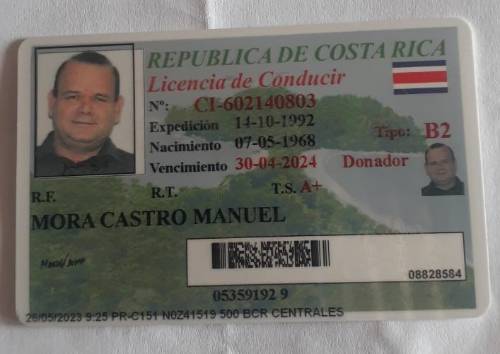 REPUBLICA DE COSTA RICA
Licencia de Conducir
Nº: CI-602140803
Expedición 14-10-1992
Tipo: B2
Nacimiento 07-05-1968
Vencimiento 30-04-2024 Donador
R.F. R.T. T.S. A+
MORA CASTRO MANUEL
08828584
05359192 9
26/05/2023 9:25 PR-C151 N0Z41519 500 BCR CENTRALES